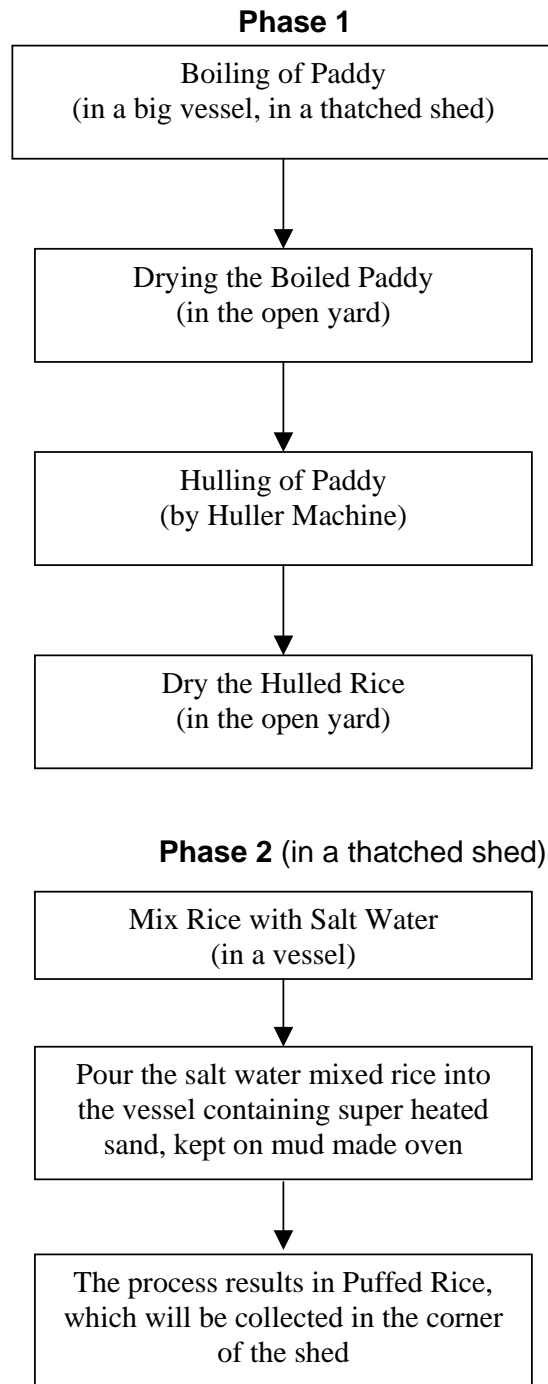 Phase 1
Boiling of Paddy
(in a big vessel, in a thatched shed)
Drying the Boiled Paddy
(in the open yard)
Hulling of Paddy
(by Huller Machine)
Dry the Hulled Rice
(in the open yard)
Phase 2 (in a thatched shed)
Mix Rice with Salt Water
(in a vessel)
Pour the salt water mixed rice into
the vessel containing super heated
sand, kept on mud made oven
The process results in Puffed Rice,
which will be collected in the corner
of the shed